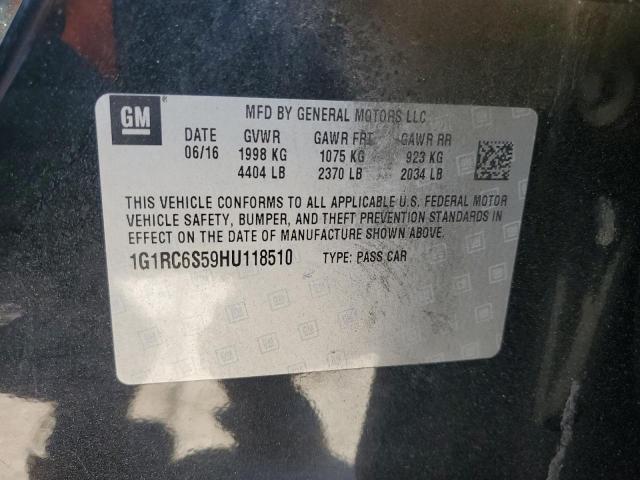 GM
MFD BY GENERAL MOTORS LLC
DATE GVWR GAWR FRT GAWR RR
06/16 1998 KG 1075 KG 923 KG
4404 LB 2370 LB 2034 LB
THIS VEHICLE CONFORMS TO ALL APPLICABLE U.S. FEDERAL MOTOR
VEHICLE SAFETY, BUMPER, AND THEFT PREVENTION STANDARDS IN
EFFECT ON THE DATE OF MANUFACTURE SHOWN ABOVE.
1G1RC6S59HU118510 TYPE: PASS CAR